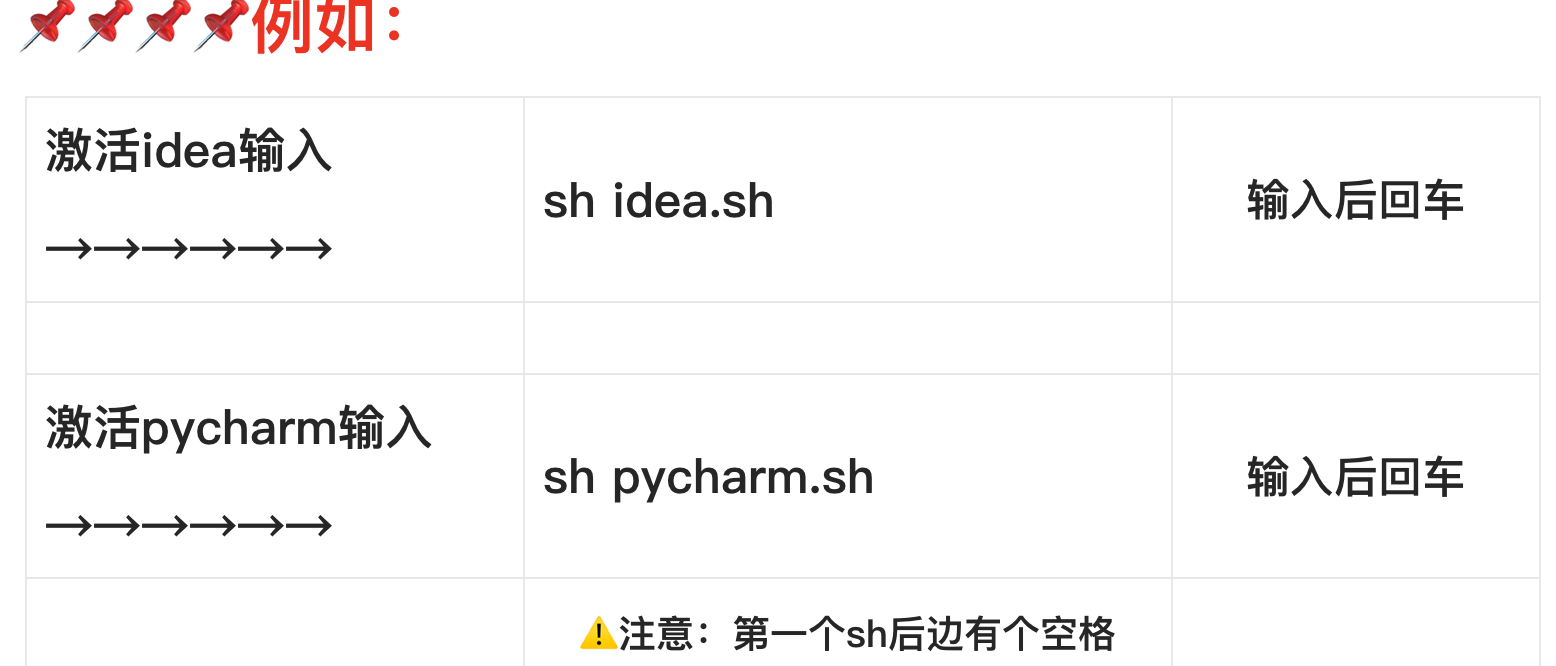 📌📌📌📌例如：
激活idea输入
→→→→→→
sh idea.sh
输入后回车
激活pycharm输入
→→→→→→
sh pycharm.sh
输入后回车
⚠️注意：第一个sh后边有个空格